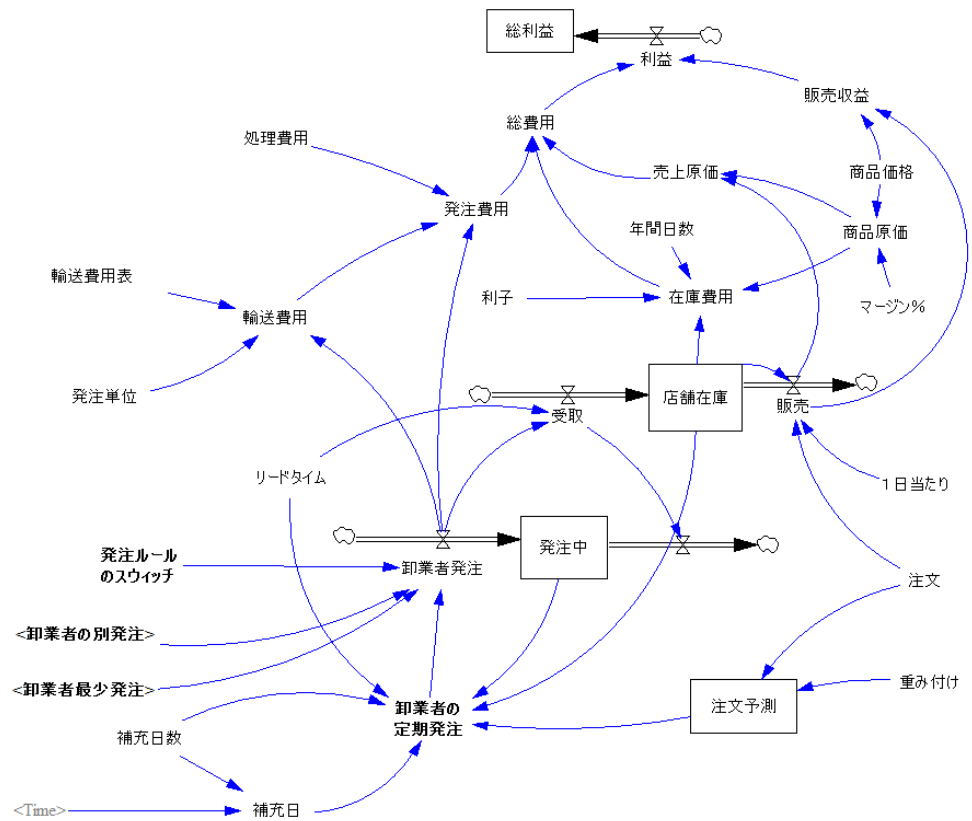 総利益
利益
販売収益
総費用
処理費用
売上原価
商品価格
発注費用
年間日数
商品原価
輸送費用表
利子
在庫費用
マージン%
輸送費用
発注単位
店舗在庫
受取
販売
リードタイム
1日当たり
発注ルール
のスウィッチ
卸業者発注
発注中
注文
<卸業者の別発注>
<卸業者最少発注>
卸業者の
定期発注
注文予測
重み付け
補充日数
<Time>
補充日